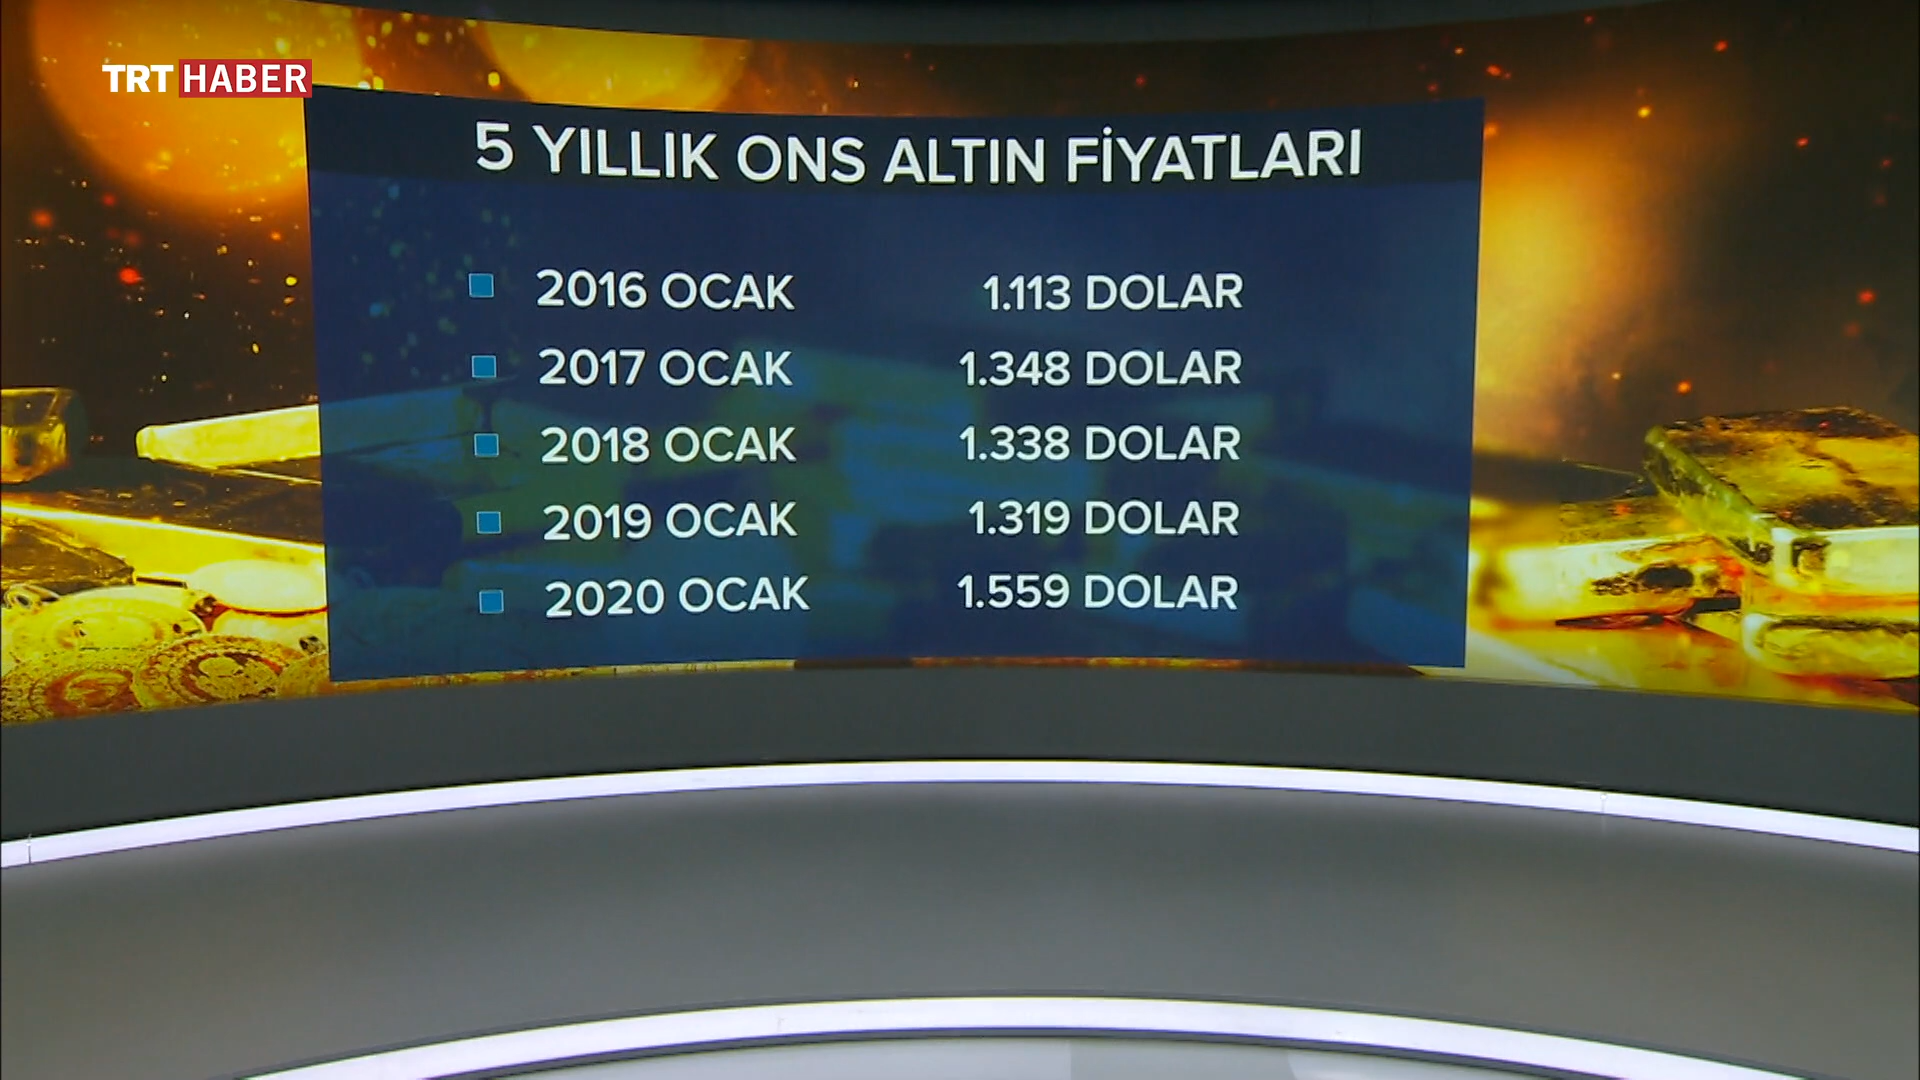 TRT HABER
5 YILLIK ONS ALTIN FİYATLARI
2016 OCAK 1.113 DOLAR
2017 OCAK 1.348 DOLAR
2018 OCAK 1.338 DOLAR
2019 OCAK 1.319 DOLAR
2020 OCAK 1.559 DOLAR